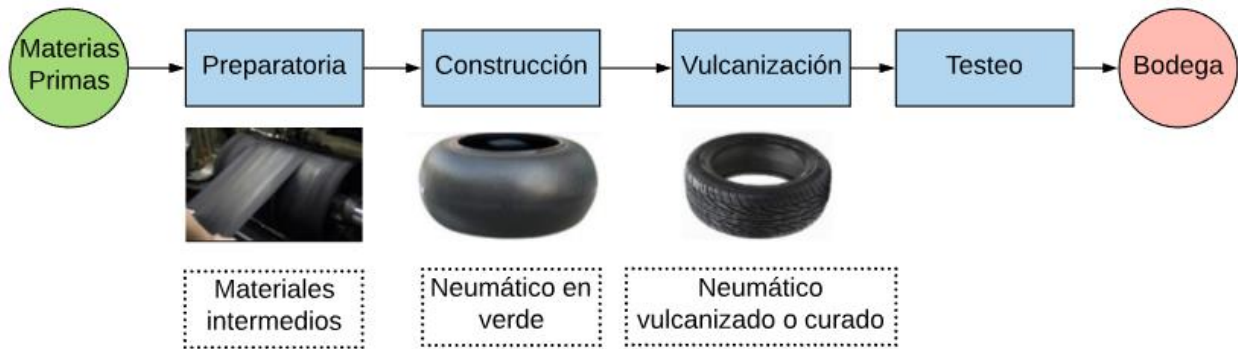 Materias
Primas
Preparatoria
Construcción
Vulcanización
Testeo
Bodega
Materiales
intermedios
Neumático en
verde
Neumático
vulcanizado o curado